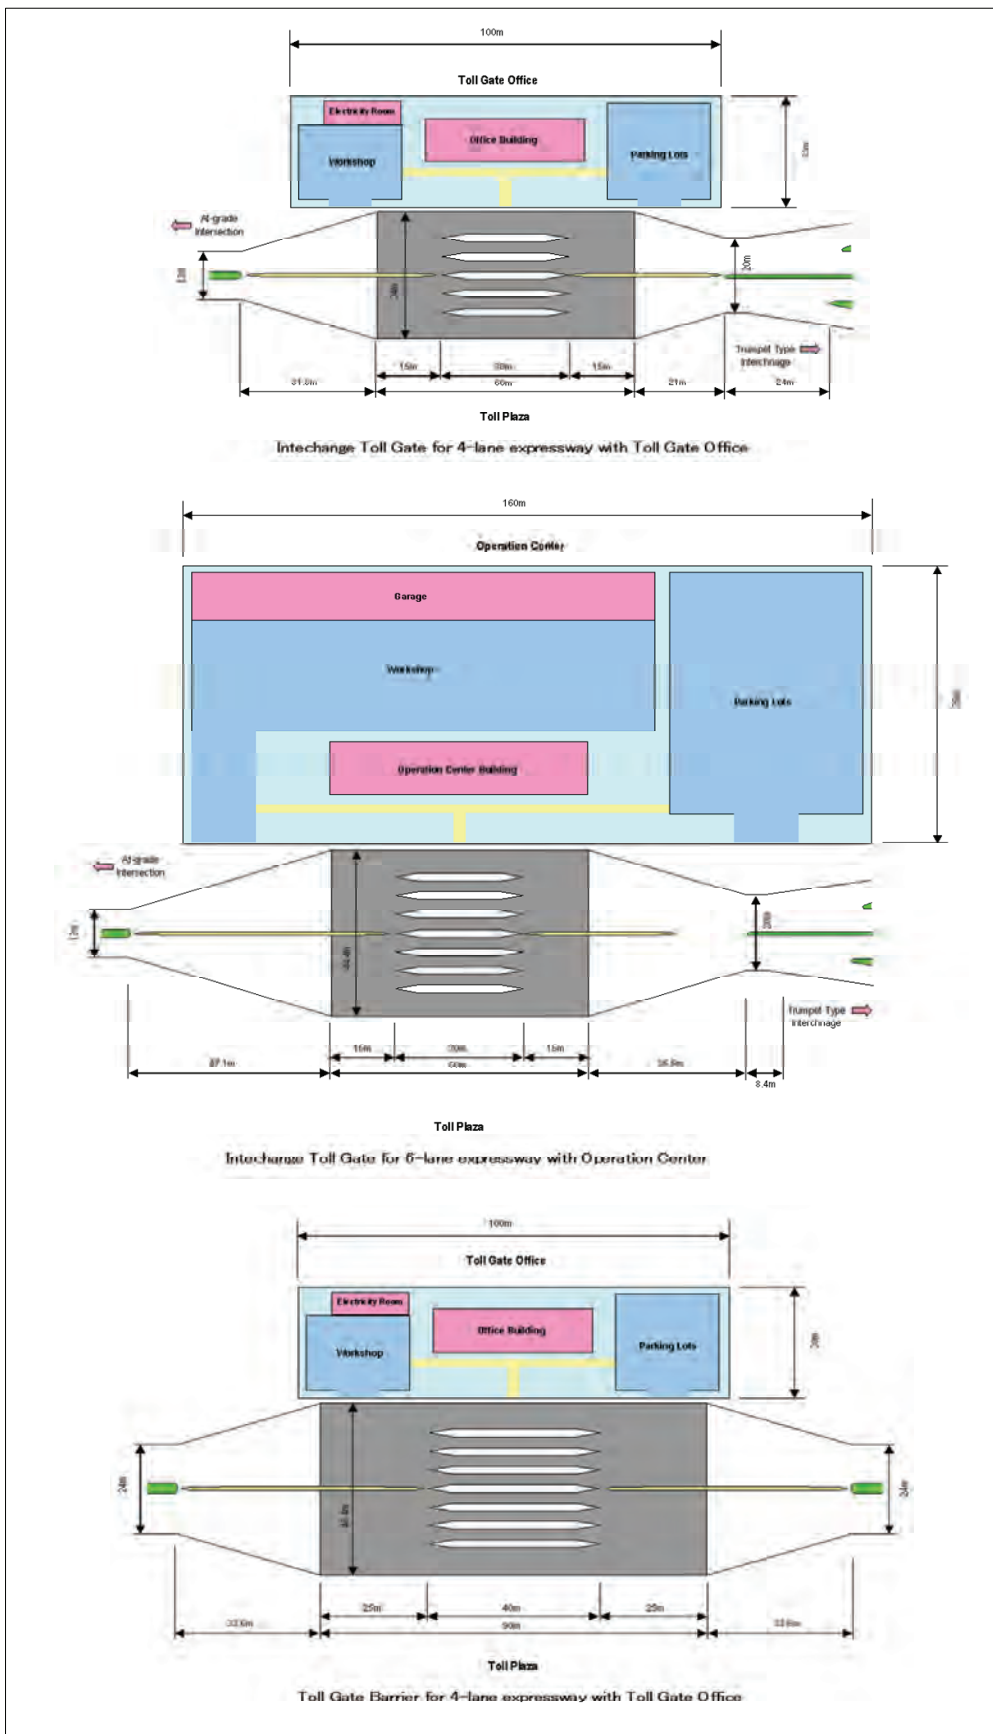 100m
Toll Gate Office
Electricity Room
Office Building
Workshop
Parking Lots
At-grade
Intersection
20m
Trumpet Type
Interchnage
15m
30m
15m
60m
21m
24m
Toll Plaza
Intechange Toll Gate for 4-lane expressway with Toll Gate Office
160m
Operation Center
Garage
Workshop
Parking Lots
Operation Center Building
At-grade
Intersection
Trumpet Type
Interchnage
15m
30m
15m
60m
8.4m
Toll Plaza
Intechange Toll Gate for 6-lane expressway with Operation Center
100m
Toll Gate Office
Electricity Room
Office Building
Workshop
Parking Lots
24m
24m
25m
40m
25m
90m
Toll Plaza
Toll Gate Barrier for 4-lane expressway with Toll Gate Office